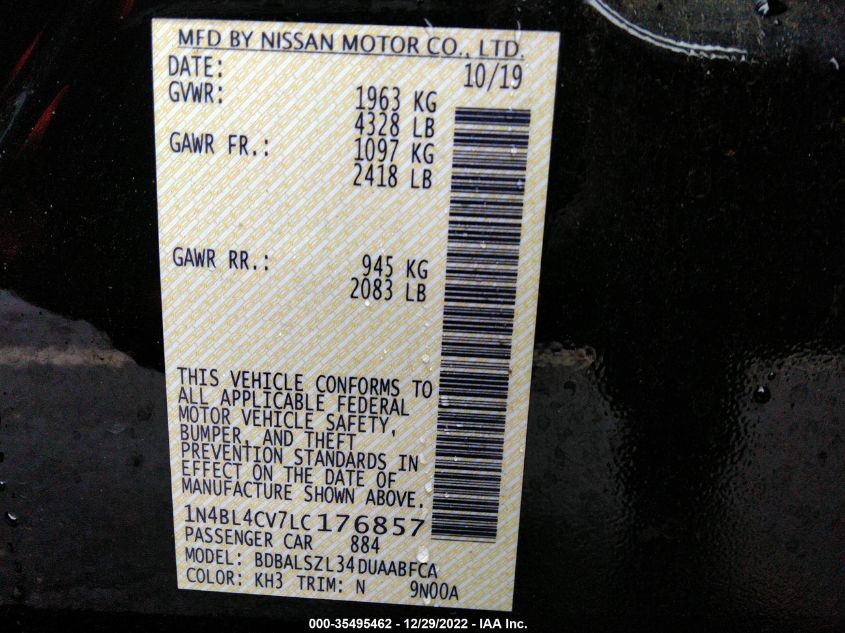 MFD BY NISSAN MOTOR CO., LTD.
DATE: 10/19
GVWR: 1963 KG
4328 LB
GAWR FR.: 1097 KG
2418 LB
GAWR RR.: 945 KG
2083 LB
THIS VEHICLE CONFORMS TO
ALL APPLICABLE FEDERAL
MOTOR VEHICLE SAFETY,
BUMPER, AND THEFT
PREVENTION STANDARDS IN
EFFECT ON THE DATE OF
MANUFACTURE SHOWN ABOVE.
1N4BL4CV7LC176857
PASSENGER CAR 884
MODEL: BDBALSZL34DUAABFCA
COLOR: KH3 TRIM: N 9N00A
000-35495462 - 12/29/2022 - IAA Inc.